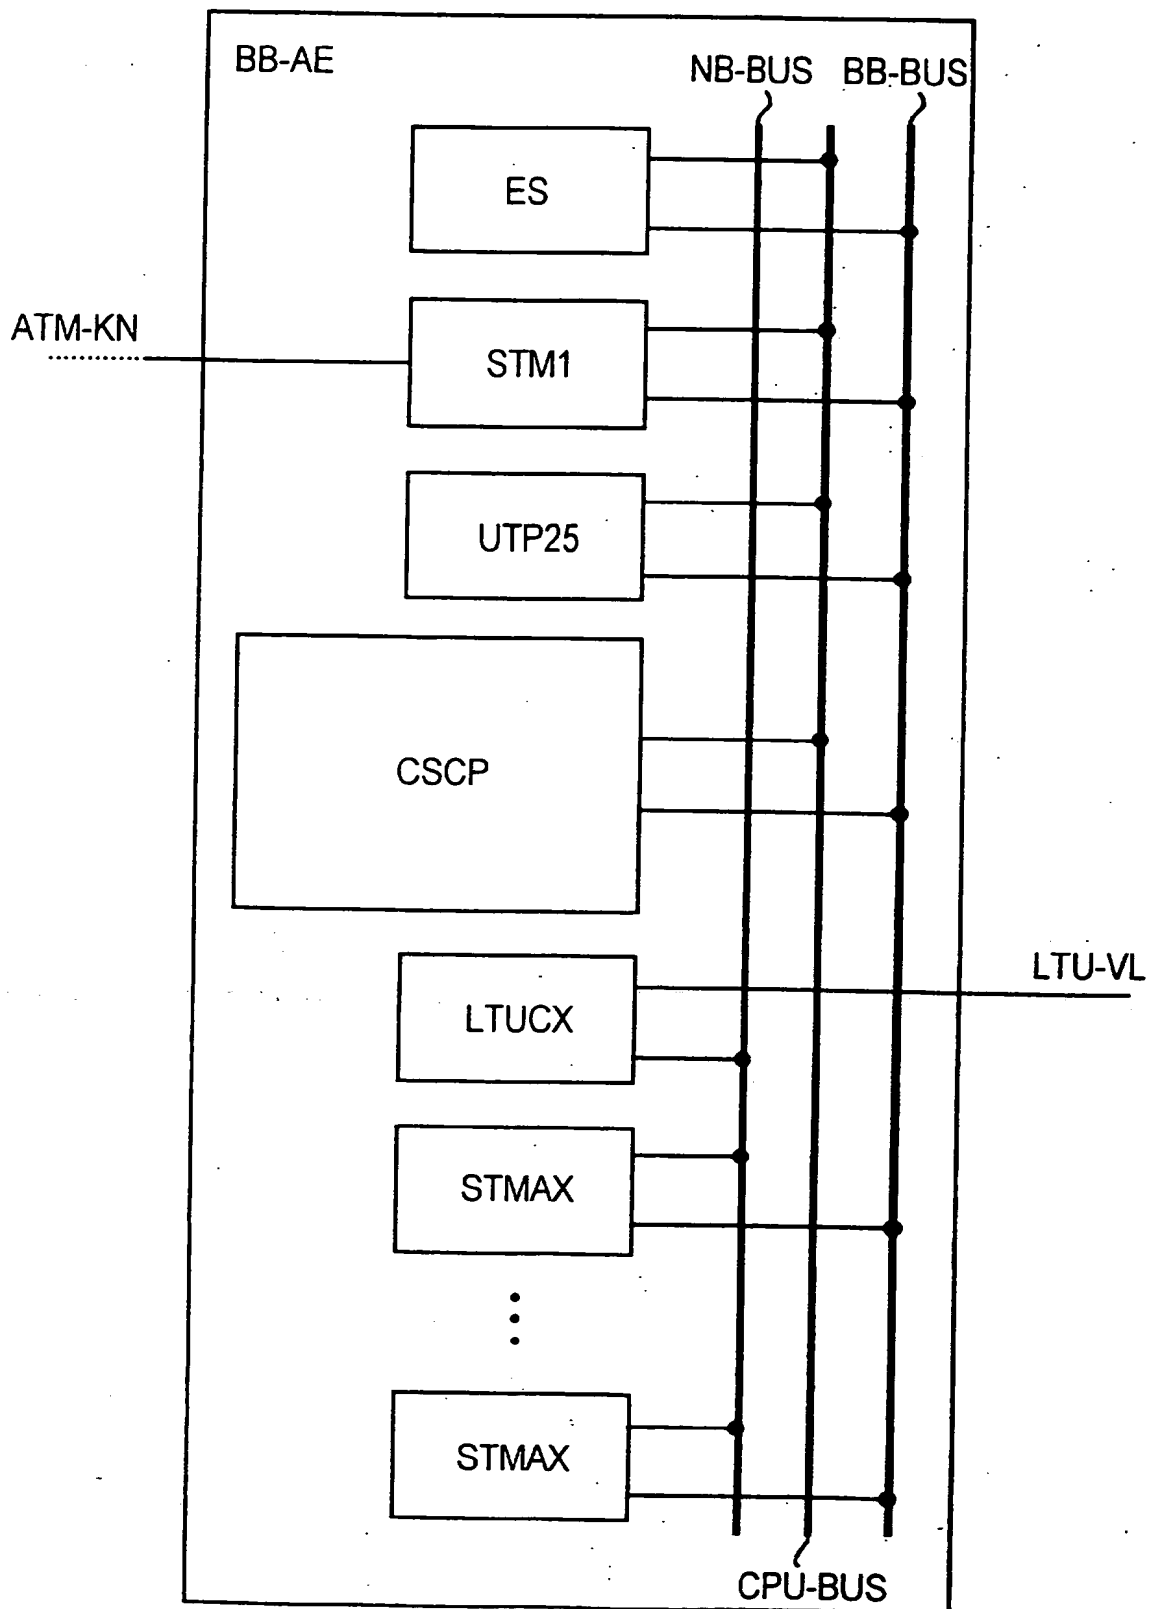 BB-AE
NB-BUS
BB-BUS
ES
ATM-KN
STM1
UTP25
CSCP
LTU-VL
LTUCX
STMAX
STMAX
CPU-BUS